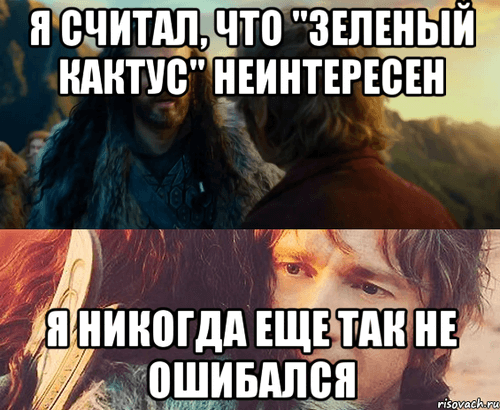 Я СЧИТАЛ, ЧТО "ЗЕЛЕНЫЙ
КАКТУС" НЕИНТЕРЕСЕН
Я НИКОГДА ЕЩЕ ТАК НЕ
ОШИБАЛСЯ
risovach.ru